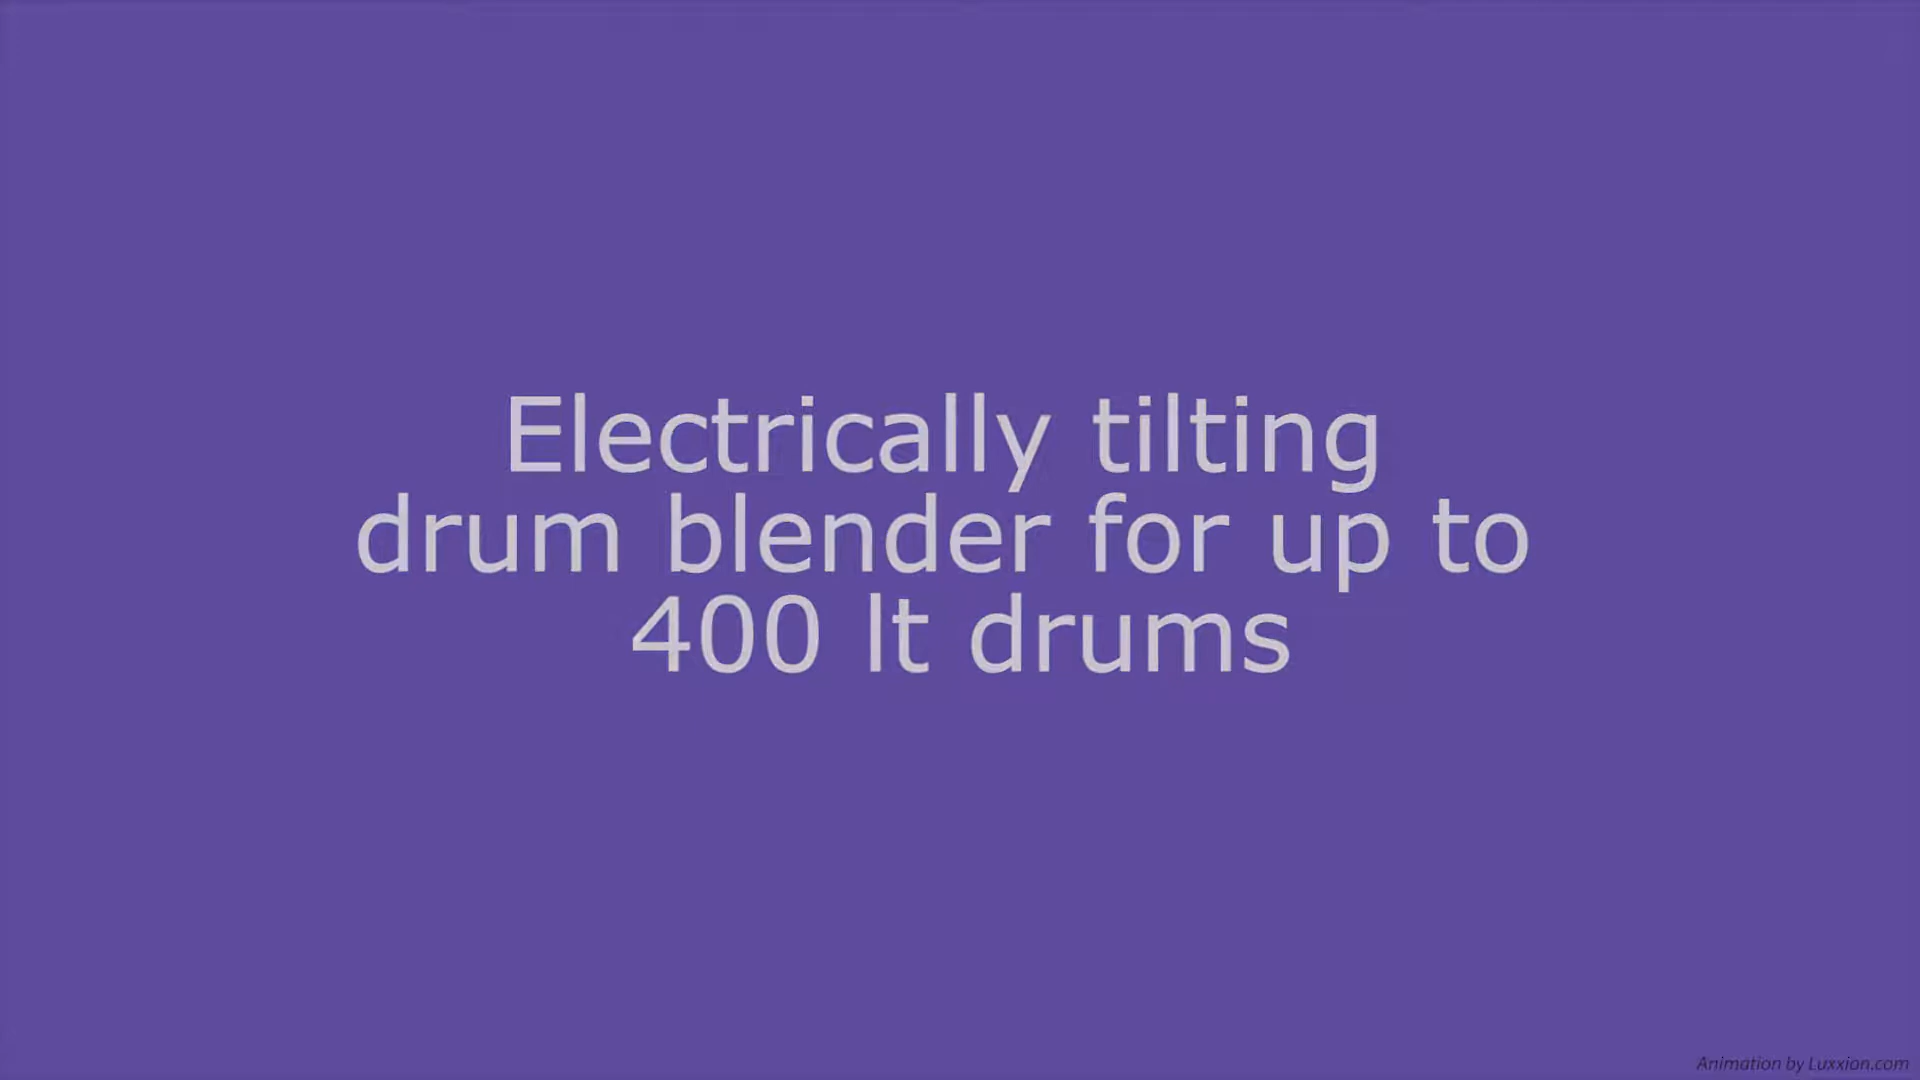 Electrically tilting
drum blender for up to
400 lt drums
Animation by Luxxion.com